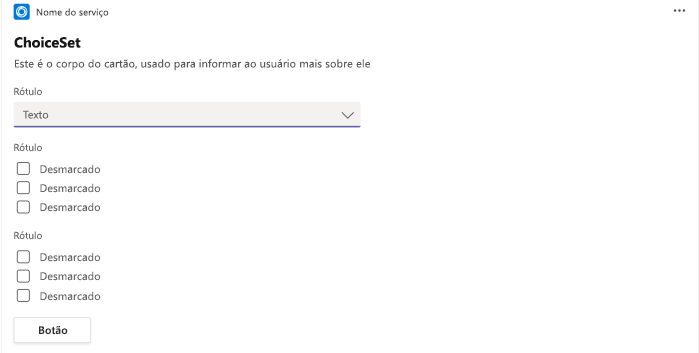 Nome do serviço
ChoiceSet
Este é o corpo do cartão, usado para informar ao usuário mais sobre ele
Rótulo
Texto
Rótulo
Desmarcado
Desmarcado
Desmarcado
Rótulo
Desmarcado
Desmarcado
Desmarcado
Botão